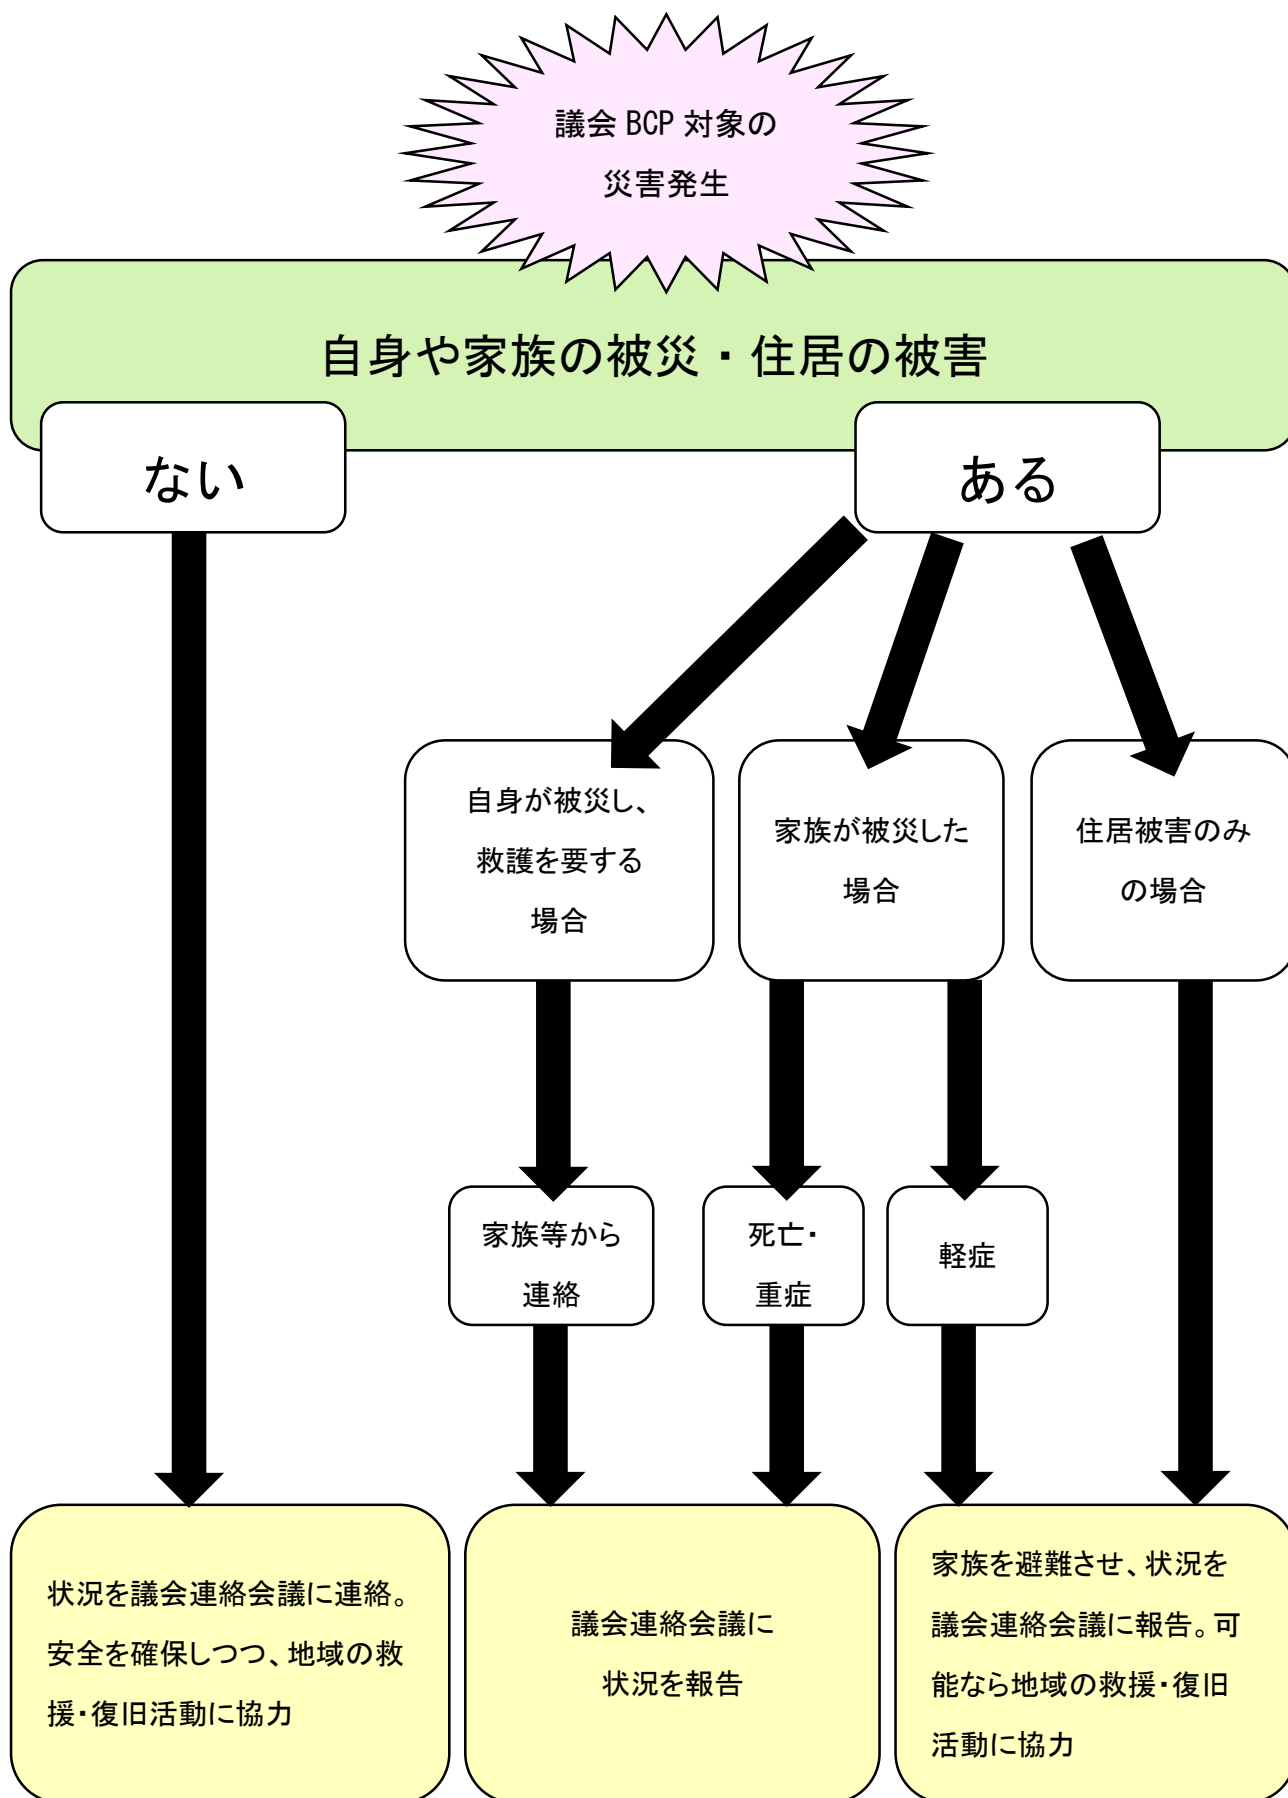 議会 BCP 対象の
災害発生
自身や家族の被災・住居の被害
ない
ある
自身が被災し、
救護を要する
場合
家族が被災した
場合
住居被害のみ
の場合
家族等から
連絡
死亡・
重症
軽症
状況を議会連絡会議に連絡。
安全を確保しつつ、地域の救
援・復旧活動に協力
議会連絡会議に
状況を報告
家族を避難させ、状況を
議会連絡会議に報告。可
能なら地域の救援・復旧
活動に協力